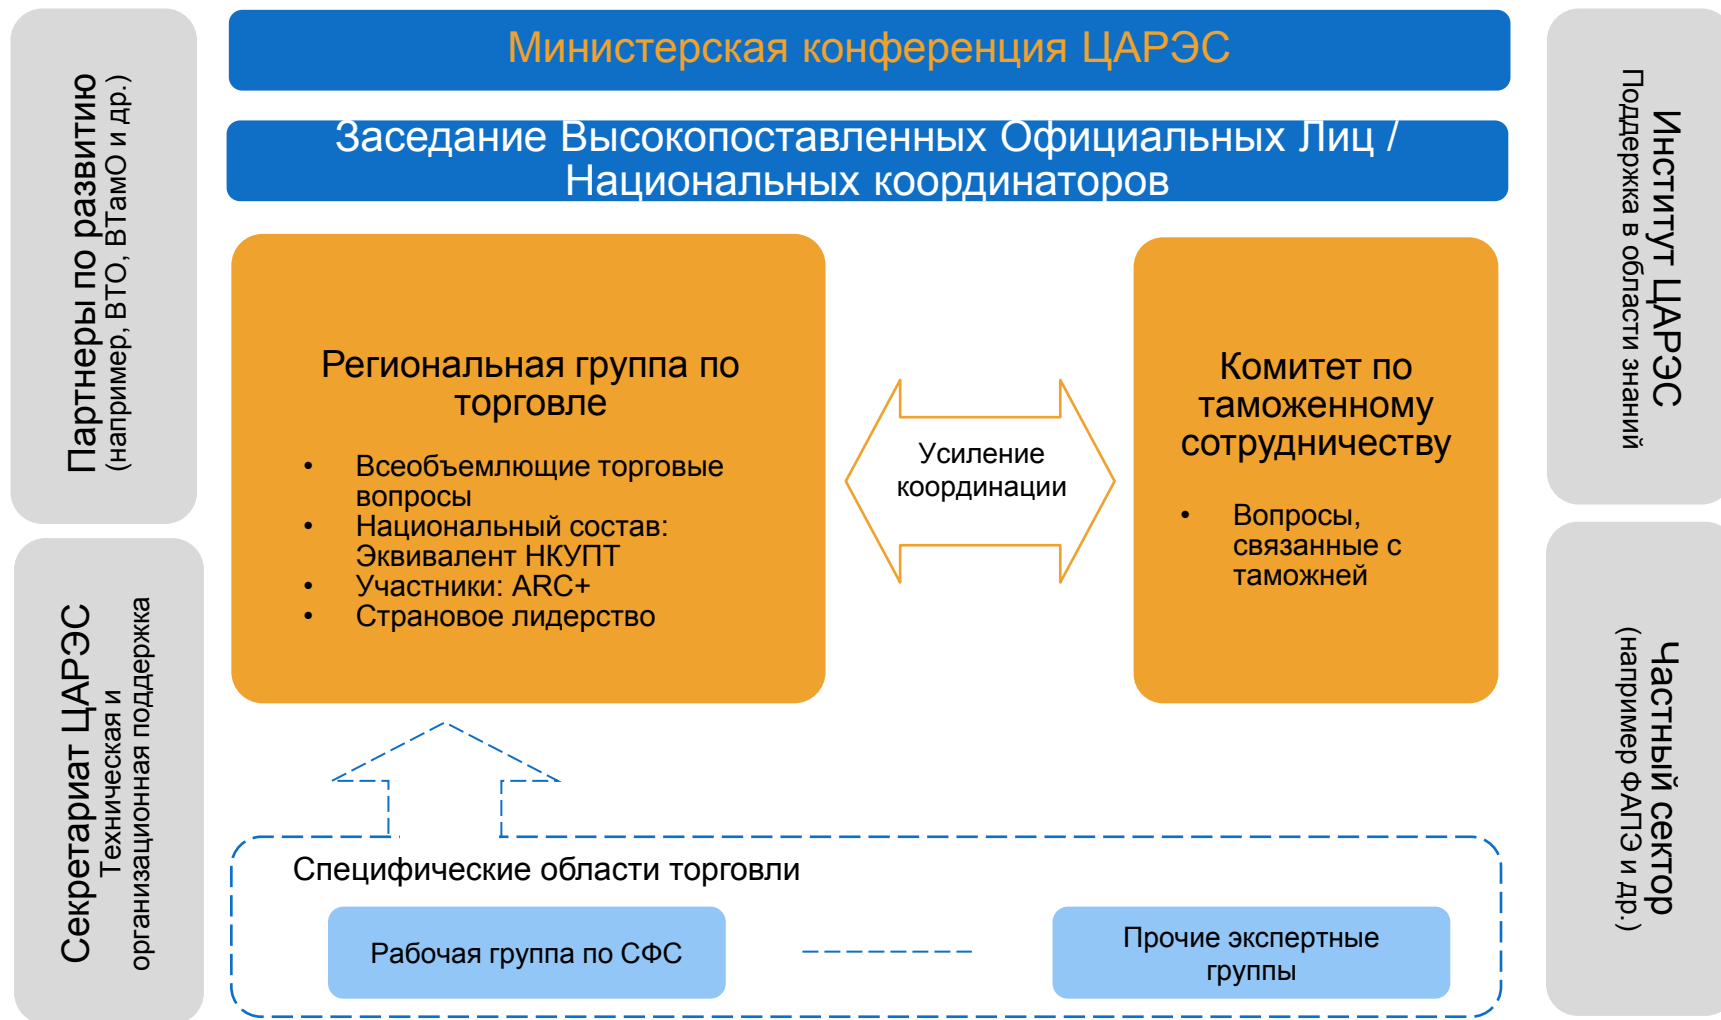 Министерская конференция ЦАРЭС
Заседание Высокопоставленных Официальных Лиц /
Национальных координаторов
Партнеры по развитию
(например, ВТО, ВТамО и др.)
Секретариат ЦАРЭС
Техническая и
организационная поддержка
Региональная группа по
торговле
• Всеобъемлющие торговые
вопросы
• Национальный состав:
Эквивалент НКУПТ
• Участники: ARC+
• Страновое лидерство
Усиление
координации
Комитет по
таможенному
сотрудничеству
• Вопросы,
связанные с
таможней
Специфические области торговли
Рабочая группа по СФС
Прочие экспертные
группы
Институт ЦАРЭС
Поддержка в области знаний
Частный сектор
(например ФАПЭ и др.)